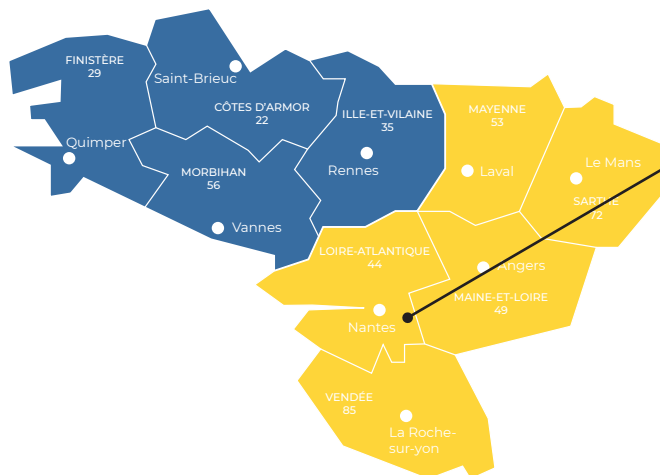 FINISTÈRE
29
Saint-Brieuc
CÔTES D'ARMOR
22
ILLE-ET-VILAINE
35
MAYENNE
53
Quimper
MORBIHAN
56
Rennes
Laval
Le Mans
SARTHE
72
Vannes
LOIRE-ATLANTIQUE
44
Angers
MAINE-ET-LOIRE
49
Nantes
VENDÉE
85
La Roche-
sur-yon